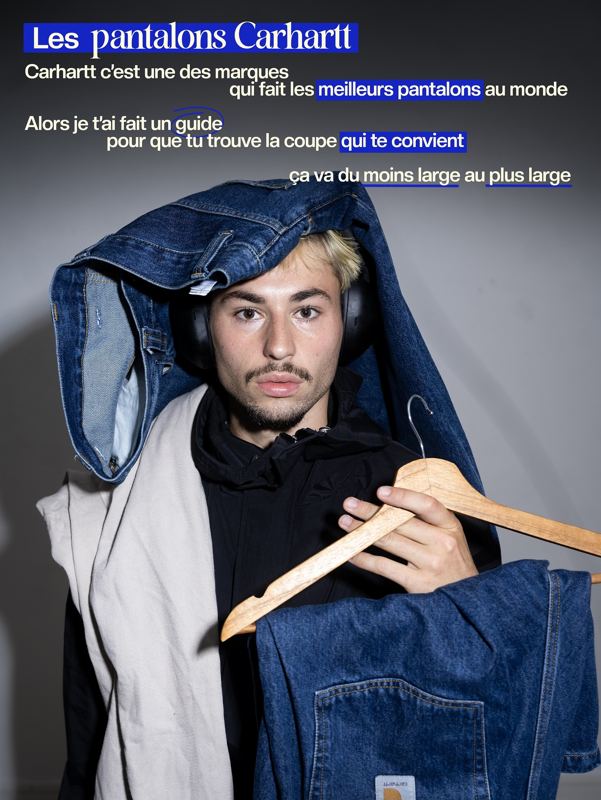 Les pantalons Carhartt
Carhartt c'est une des marques
qui fait les meilleurs pantalons au monde
Alors je t'ai fait un guide
pour que tu trouve la coupe qui te convient
ça va du moins large au plus large
carhartt